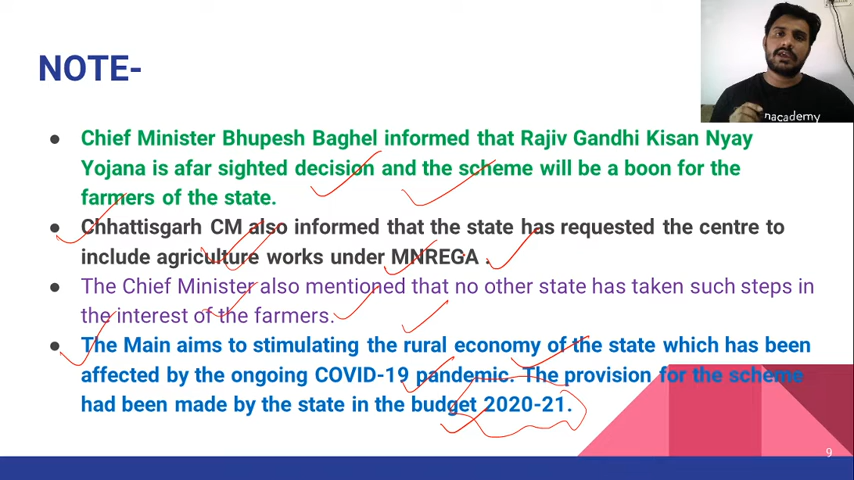 NOTE-
nacademy
● Chief Minister Bhupesh Baghel informed that Rajiv Gandhi Kisan Nyay
Yojana is afar sighted decision and the scheme will be a boon for the
farmers of the state.
● Chhattisgarh CM also informed that the state has requested the centre to
include agriculture works under MNREGA .
● The Chief Minister also mentioned that no other state has taken such steps in
the interest of the farmers.
● The Main aims to stimulating the rural economy of the state which has been
affected by the ongoing COVID-19 pandemic. The provision for the scheme
had been made by the state in the budget 2020-21.
9